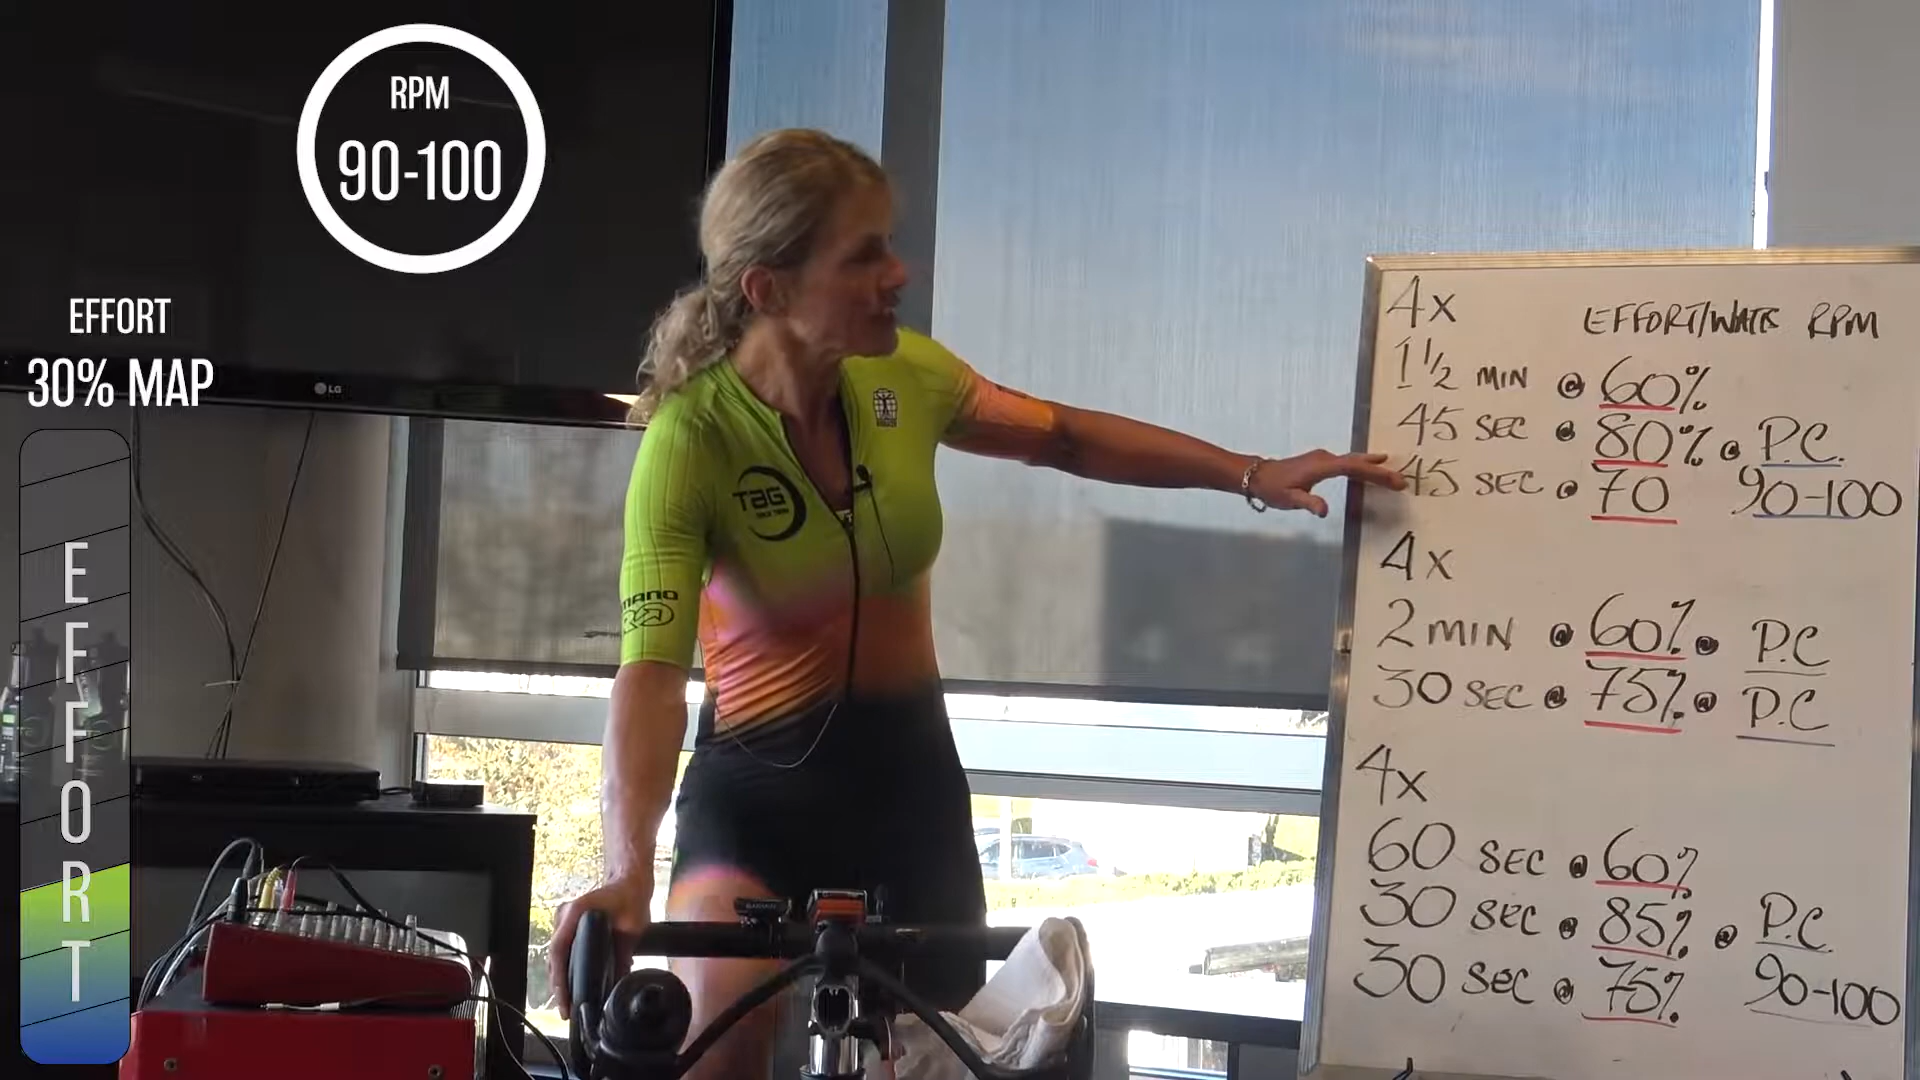 RPM
90-100
EFFORT
30% MAP
EFFORT
LG
TAG
4x
EFFORT/WATTS RPM
1 1/2 MIN @ 60%
45 SEC @ 80% @ P.C.
45 SEC @ 70 90-100
4x
2 MIN @ 60% @ P.C
30 SEC @ 75% @ P.C
4x
60 SEC @ 60%
30 SEC @ 85% @ P.C.
30 SEC @ 75% 90-100